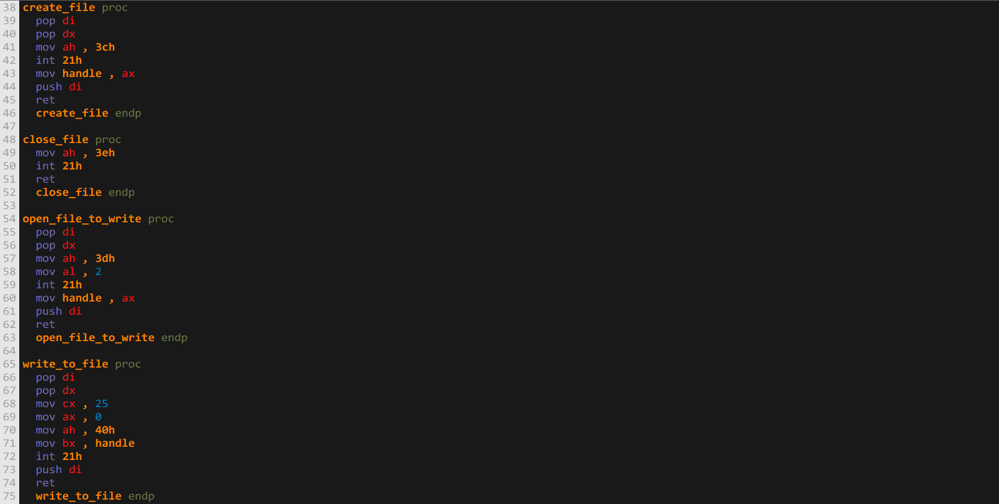 38 create_file proc
39 pop di
40 pop dx
41 mov ah , 3ch
42 int 21h
43 mov handle , ax
44 push di
45 ret
46 create_file endp
47
48 close_file proc
49 mov ah , 3eh
50 int 21h
51 ret
52 close_file endp
53
54 open_file_to_write proc
55 pop di
56 pop dx
57 mov ah , 3dh
58 mov al , 2
59 int 21h
60 mov handle , ax
61 push di
62 ret
63 open_file_to_write endp
64
65 write_to_file proc
66 pop di
67 pop dx
68 mov cx , 25
69 mov ax , 0
70 mov ah , 40h
71 mov bx , handle
72 int 21h
73 push di
74 ret
75 write_to_file endp